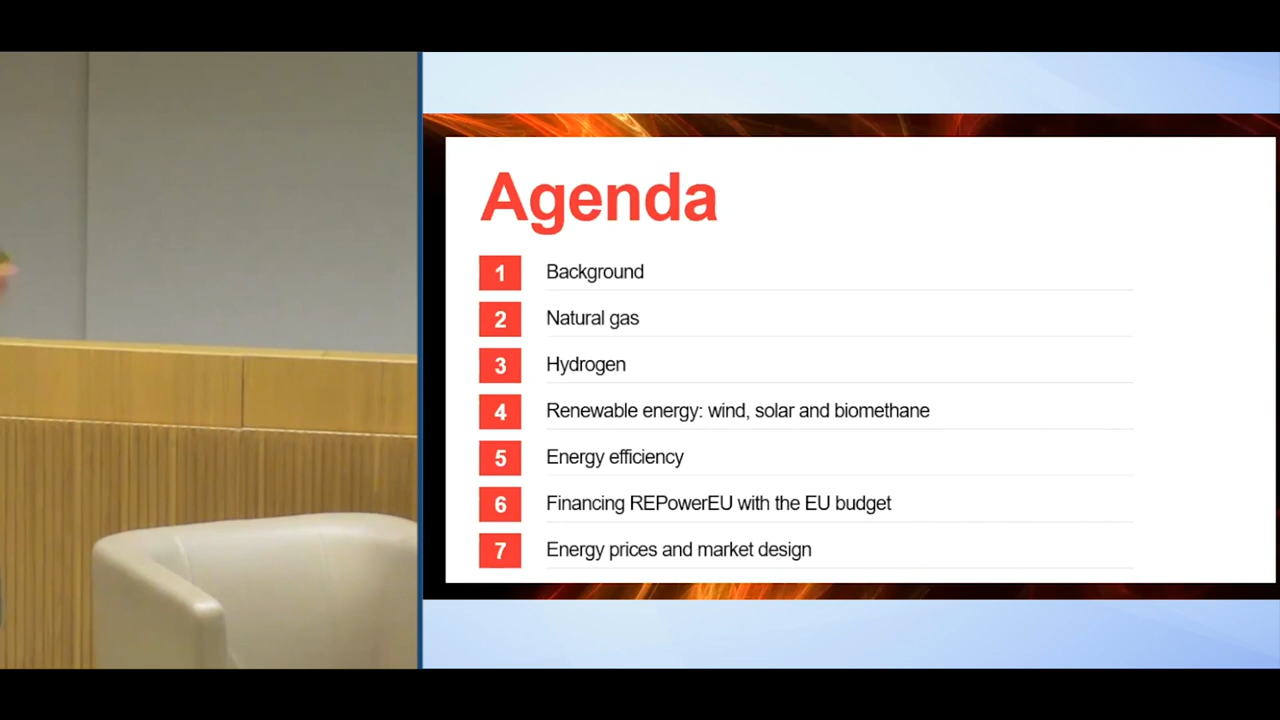 Agenda
1 Background
2 Natural gas
3 Hydrogen
4 Renewable energy: wind, solar and biomethane
5 Energy efficiency
6 Financing REPowerEU with the EU budget
7 Energy prices and market design